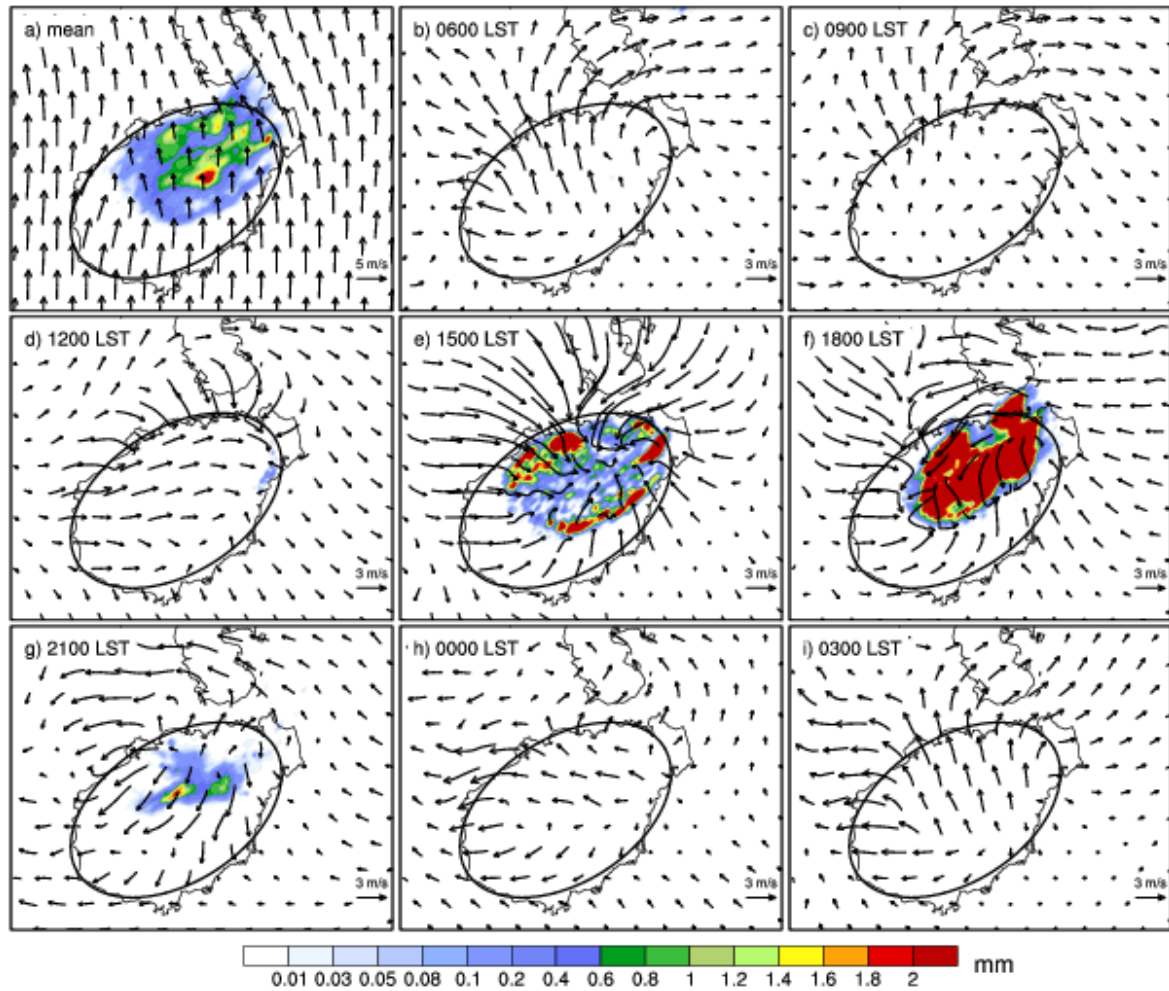 a) mean
5 m/s
b) 0600 LST
3 m/s
c) 0900 LST
3 m/s
d) 1200 LST
3 m/s
e) 1500 LST
3 m/s
f) 1800 LST
3 m/s
g) 2100 LST
3 m/s
h) 0000 LST
3 m/s
i) 0300 LST
3 m/s
0.01 0.03 0.05 0.08 0.1 0.2 0.4 0.6 0.8 1 1.2 1.4 1.6 1.8 2 mm